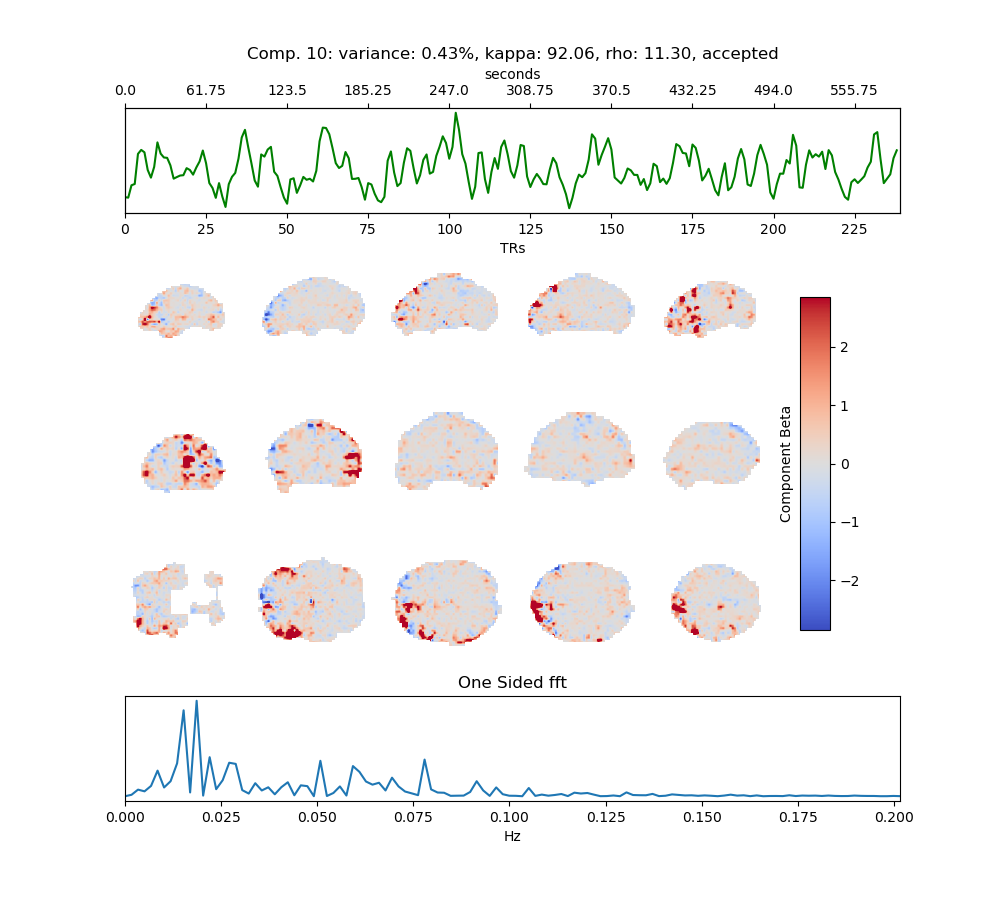 Comp. 10: variance: 0.43%, kappa: 92.06, rho: 11.30, accepted
seconds
0.0 61.75 123.5 185.25 247.0 308.75 370.5 432.25 494.0 555.75
0 25 50 75 100 125 150 175 200 225
TRs
2
1
0
−1
−2
Component Beta
One Sided fft
0.000 0.025 0.050 0.075 0.100 0.125 0.150 0.175 0.200
Hz